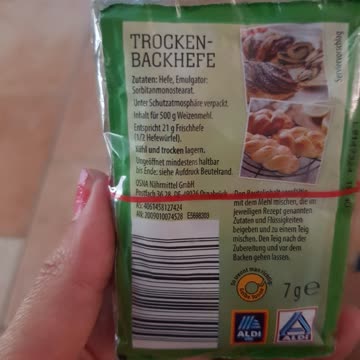 TROCKEN-
BACKHEFE
Zutaten: Hefe, Emulgator:
Sorbitanmonostearat.
Unter Schutzatmosphäre verpackt.
Inhalt für 500 g Weizenmehl.
Entspricht 21 g Frischhefe
(1/2 Hefewürfel).
Kühl und trocken lagern.
Ungeöffnet mindestens haltbar
bis Ende: siehe Aufdruck Beutelrand.
OSNA Nährmittel GmbH
Postfach
Serviervorschlag
Den Beutelinhalt
mit dem Mehl mischen, die im
jeweiligen Rezept genannten
Zutaten und Flüssigkeiten
beigeben und zu einem Teig
mischen. Den Teig nach der
Zubereitung und vor dem
Backen gehen lassen.
7g e
ALDI
ALDI